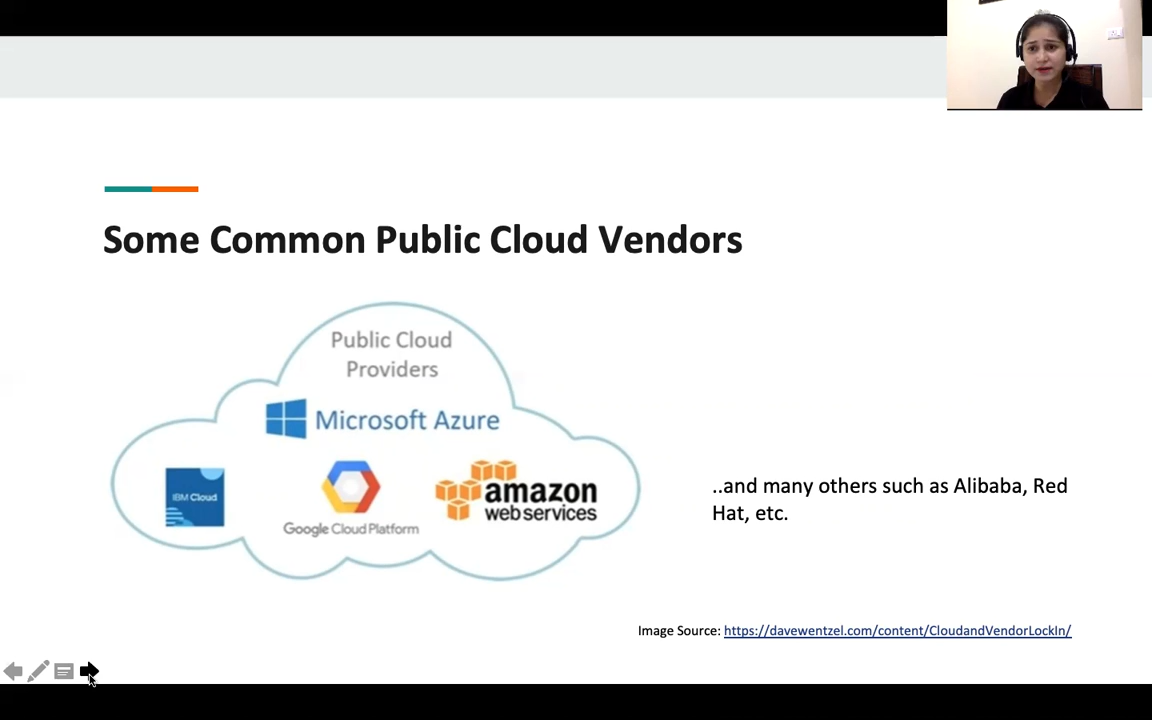 Some Common Public Cloud Vendors
Public Cloud
Providers
Microsoft Azure
IBM Cloud
Google Cloud Platform
amazon
web services
..and many others such as Alibaba, Red
Hat, etc.
Image Source: https://davewentzel.com/content/CloudandVendorLockIn/